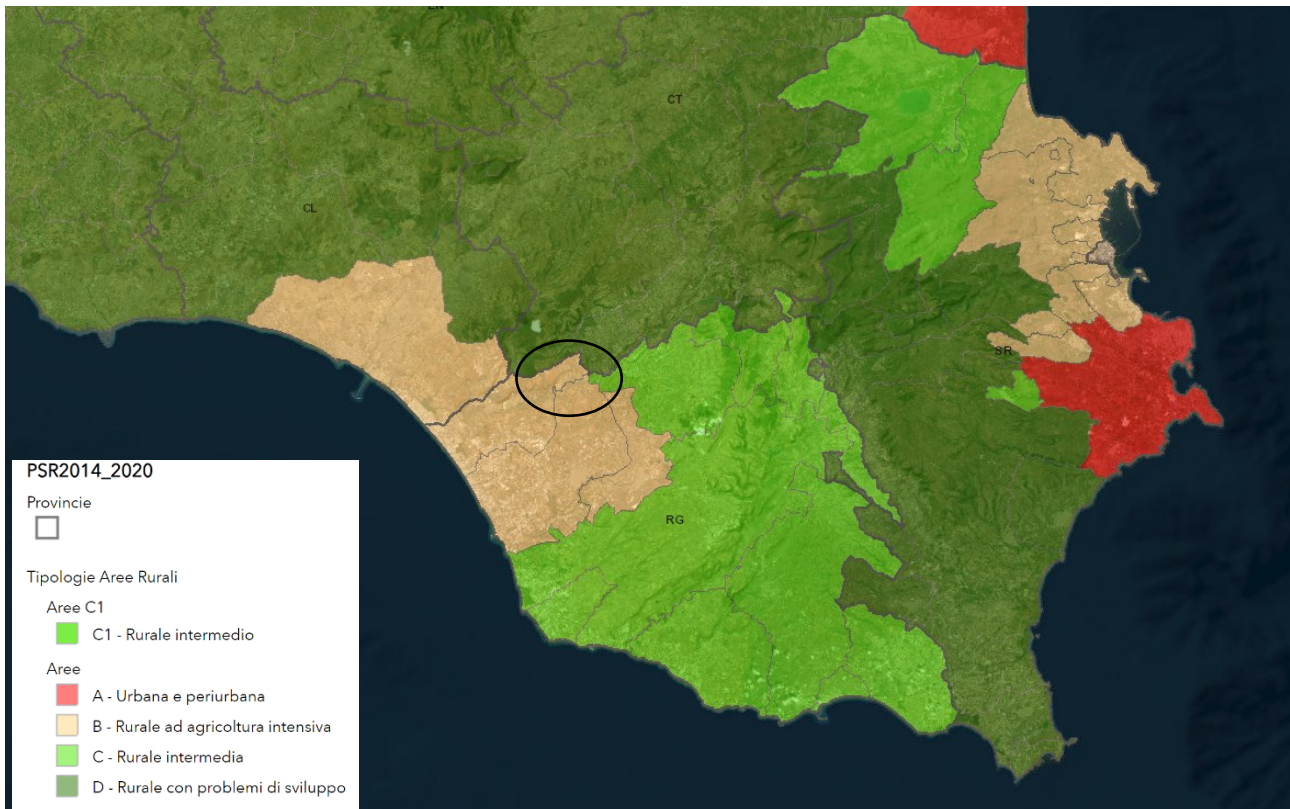 EN
CT
CL
SR
RG
PSR2014_2020
Provincie
Tipologie Aree Rurali
Aree C1
C1 - Rurale intermedio
Aree
A - Urbana e periurbana
B - Rurale ad agricoltura intensiva
C - Rurale intermedia
D - Rurale con problemi di sviluppo